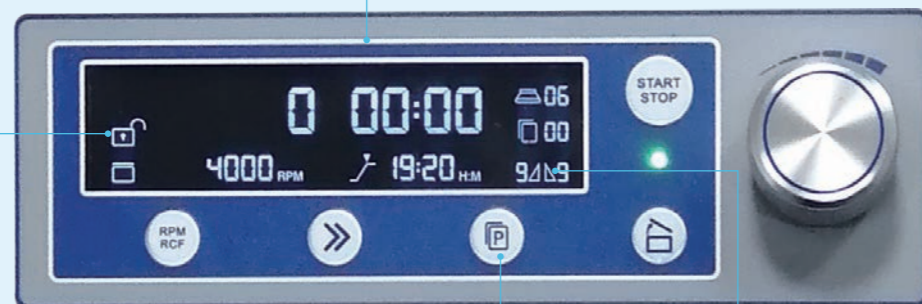 0 00:00 06
00
4000 RPM 19:20 H:M 9 9
START
STOP
RPM
RCF
P